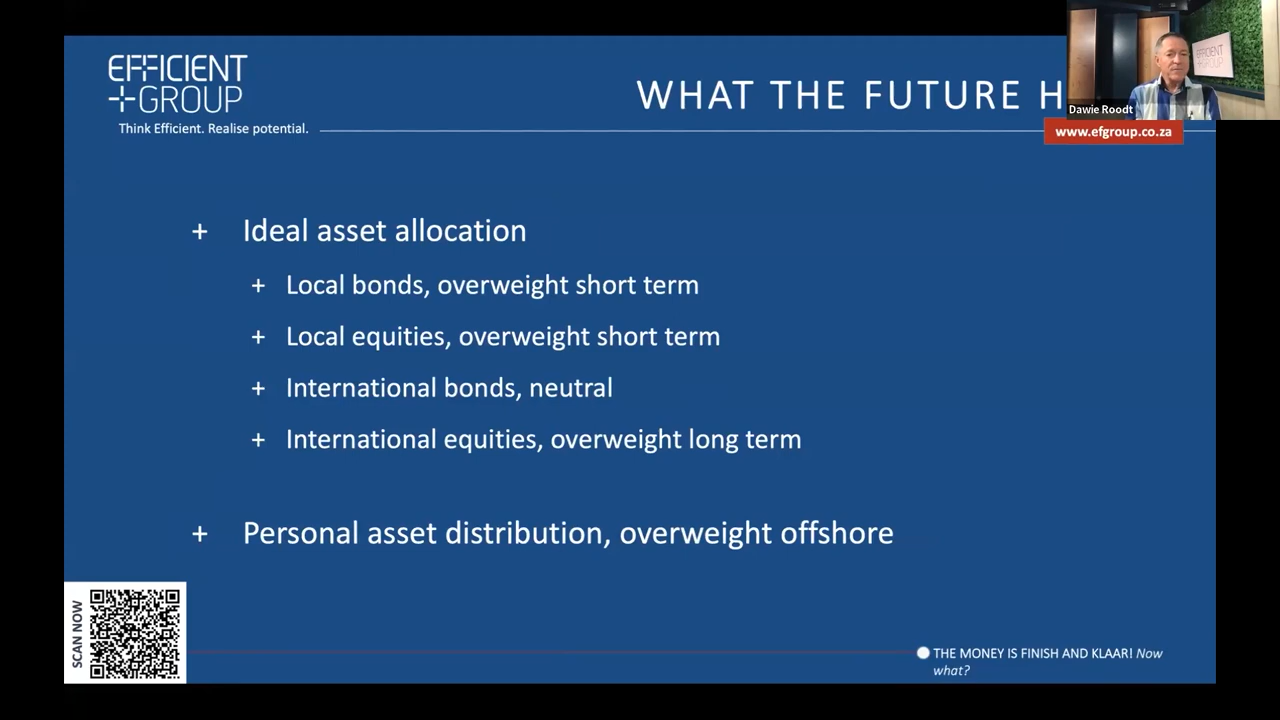 EFFICIENT
GROUP
Think Efficient. Realise potential.
WHAT THE FUTURE H
Dawie Roodt
EFFICIENT
GROUP
www.efgroup.co.za
+ Ideal asset allocation
+ Local bonds, overweight short term
+ Local equities, overweight short term
+ International bonds, neutral
+ International equities, overweight long term
+ Personal asset distribution, overweight offshore
SCAN NOW
THE MONEY IS FINISH AND KLAAR! Now
what?